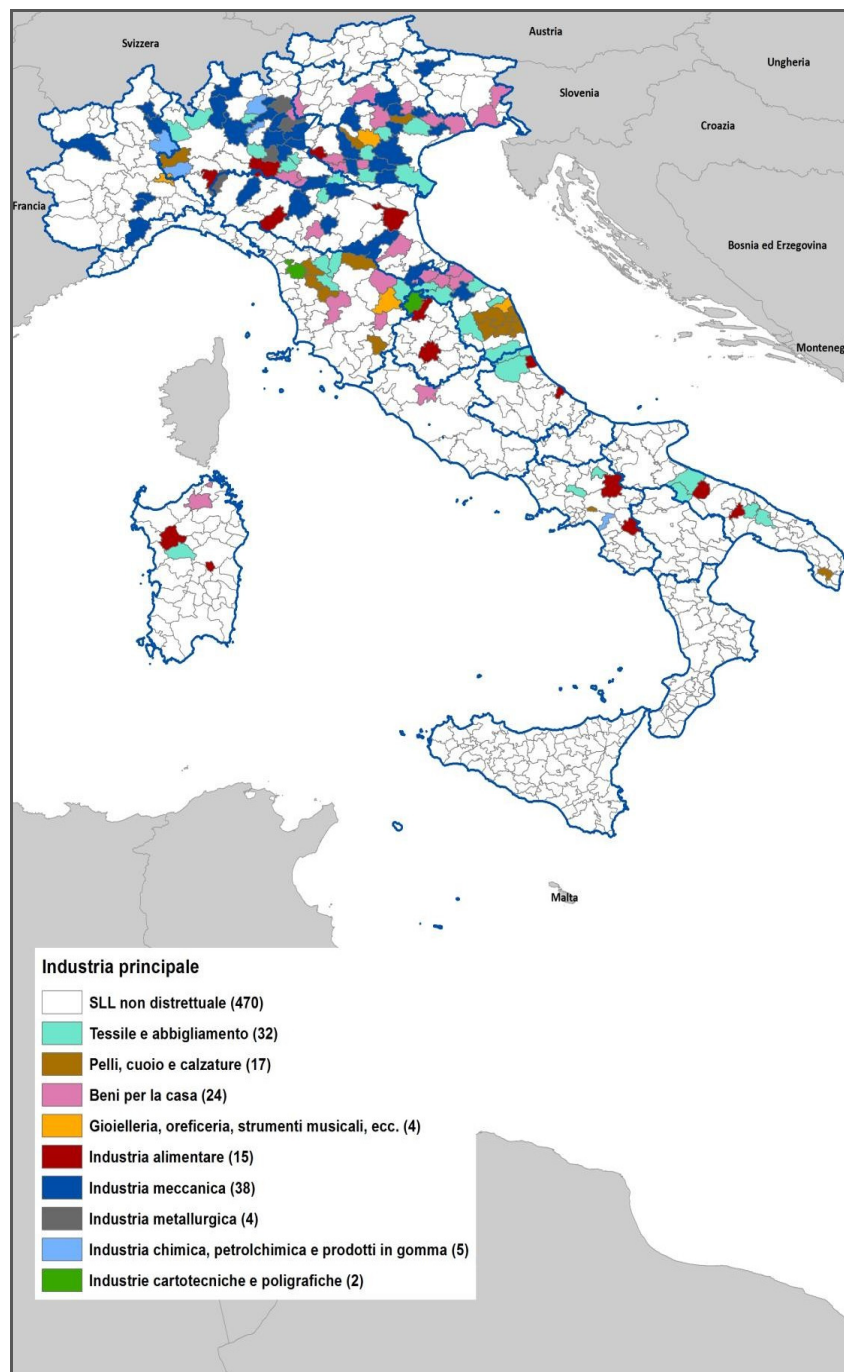 Austria
Svizzera
Ungheria
Slovenia
Croazia
Francia
Bosnia ed Erzegovina
Monteneg
Malta
Industria principale
SLL non distrettuale (470)
Tessile e abbigliamento (32)
Pelli, cuoio e calzature (17)
Beni per la casa (24)
Gioielleria, oreficeria, strumenti musicali, ecc. (4)
Industria alimentare (15)
Industria meccanica (38)
Industria metallurgica (4)
Industria chimica, petrolchimica e prodotti in gomma (5)
Industrie cartotecniche e poligrafiche (2)